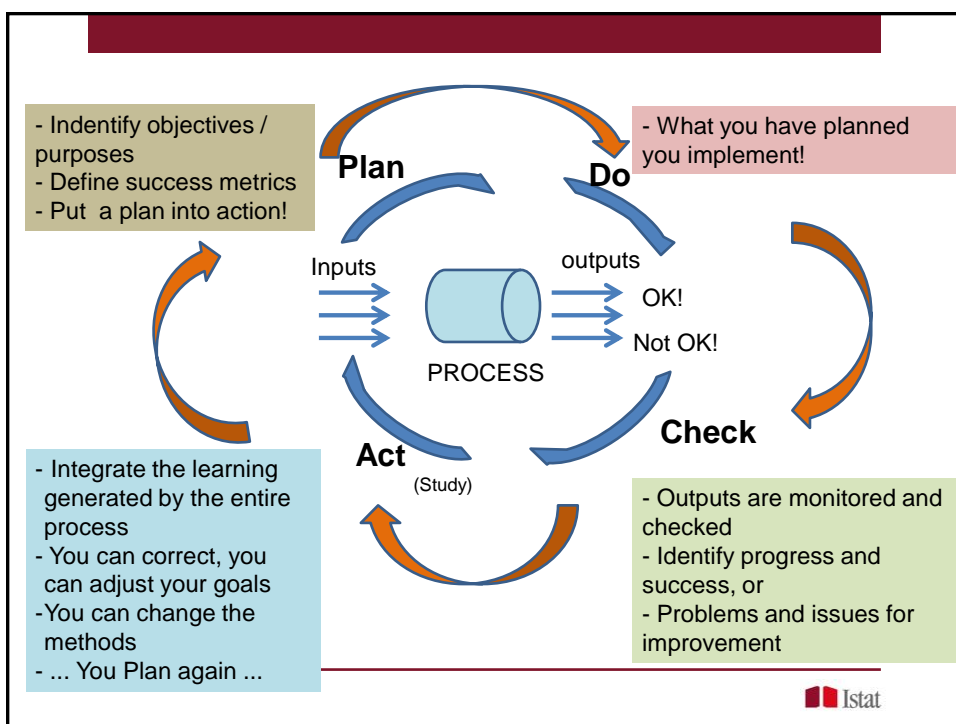 - Indentify objectives /
purposes
- Define success metrics
- Put  a plan into action!
Plan
Do
- What you have planned
you implement!
Inputs
outputs
OK!
Not OK!
PROCESS
Act
(Study)
Check
- Integrate the learning
generated by the entire
process
- You can correct, you
can adjust your goals
-You can change the
methods
- ... You Plan again ...
- Outputs are monitored and
checked
- Identify progress and
success, or
- Problems and issues for
improvement
Istat